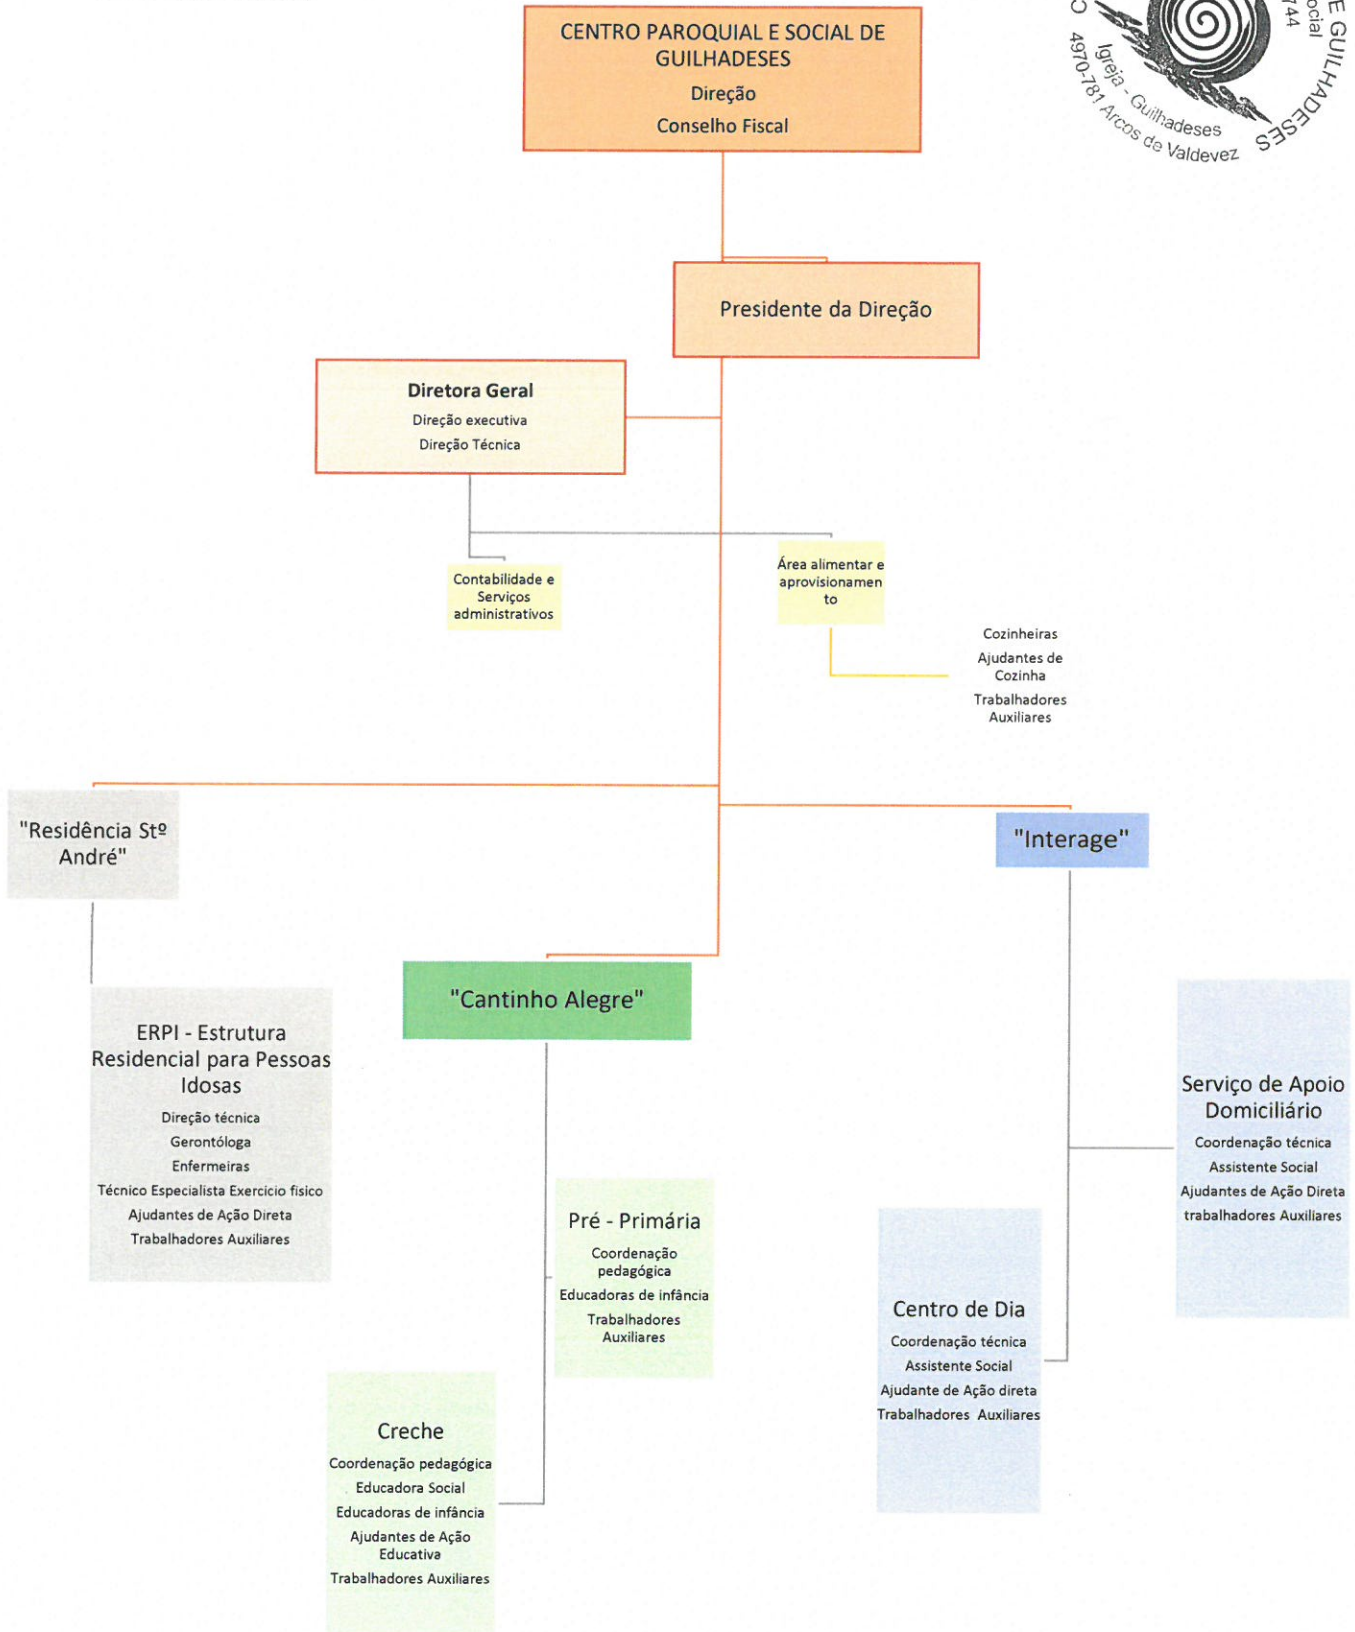 CENTRO PAROQUIAL E SOCIAL DE
GUILHADESES
Direção
Conselho Fiscal
E GUILHADESES
ocial
744
Igreja - Guilhadeses
4970-781 Arcos de Valdevez
Presidente da Direção
Diretora Geral
Direção executiva
Direção Técnica
Contabilidade e
Serviços
administrativos
Área alimentar e
aprovisionamen
to
Cozinheiras
Ajudantes de
Cozinha
Trabalhadores
Auxiliares
"Residência Stº
André"
"Interage"
"Cantinho Alegre"
ERPI - Estrutura
Residencial para Pessoas
Idosas
Direção técnica
Gerontóloga
Enfermeiras
Técnico Especialista Exercicio fisico
Ajudantes de Ação Direta
Trabalhadores Auxiliares
Serviço de Apoio
Domiciliário
Coordenação técnica
Assistente Social
Ajudantes de Ação Direta
trabalhadores Auxiliares
Pré - Primária
Coordenação
pedagógica
Educadoras de infância
Trabalhadores
Auxiliares
Centro de Dia
Coordenação técnica
Assistente Social
Ajudante de Ação direta
Trabalhadores Auxiliares
Creche
Coordenação pedagógica
Educadora Social
Educadoras de infância
Ajudantes de Ação
Educativa
Trabalhadores Auxiliares